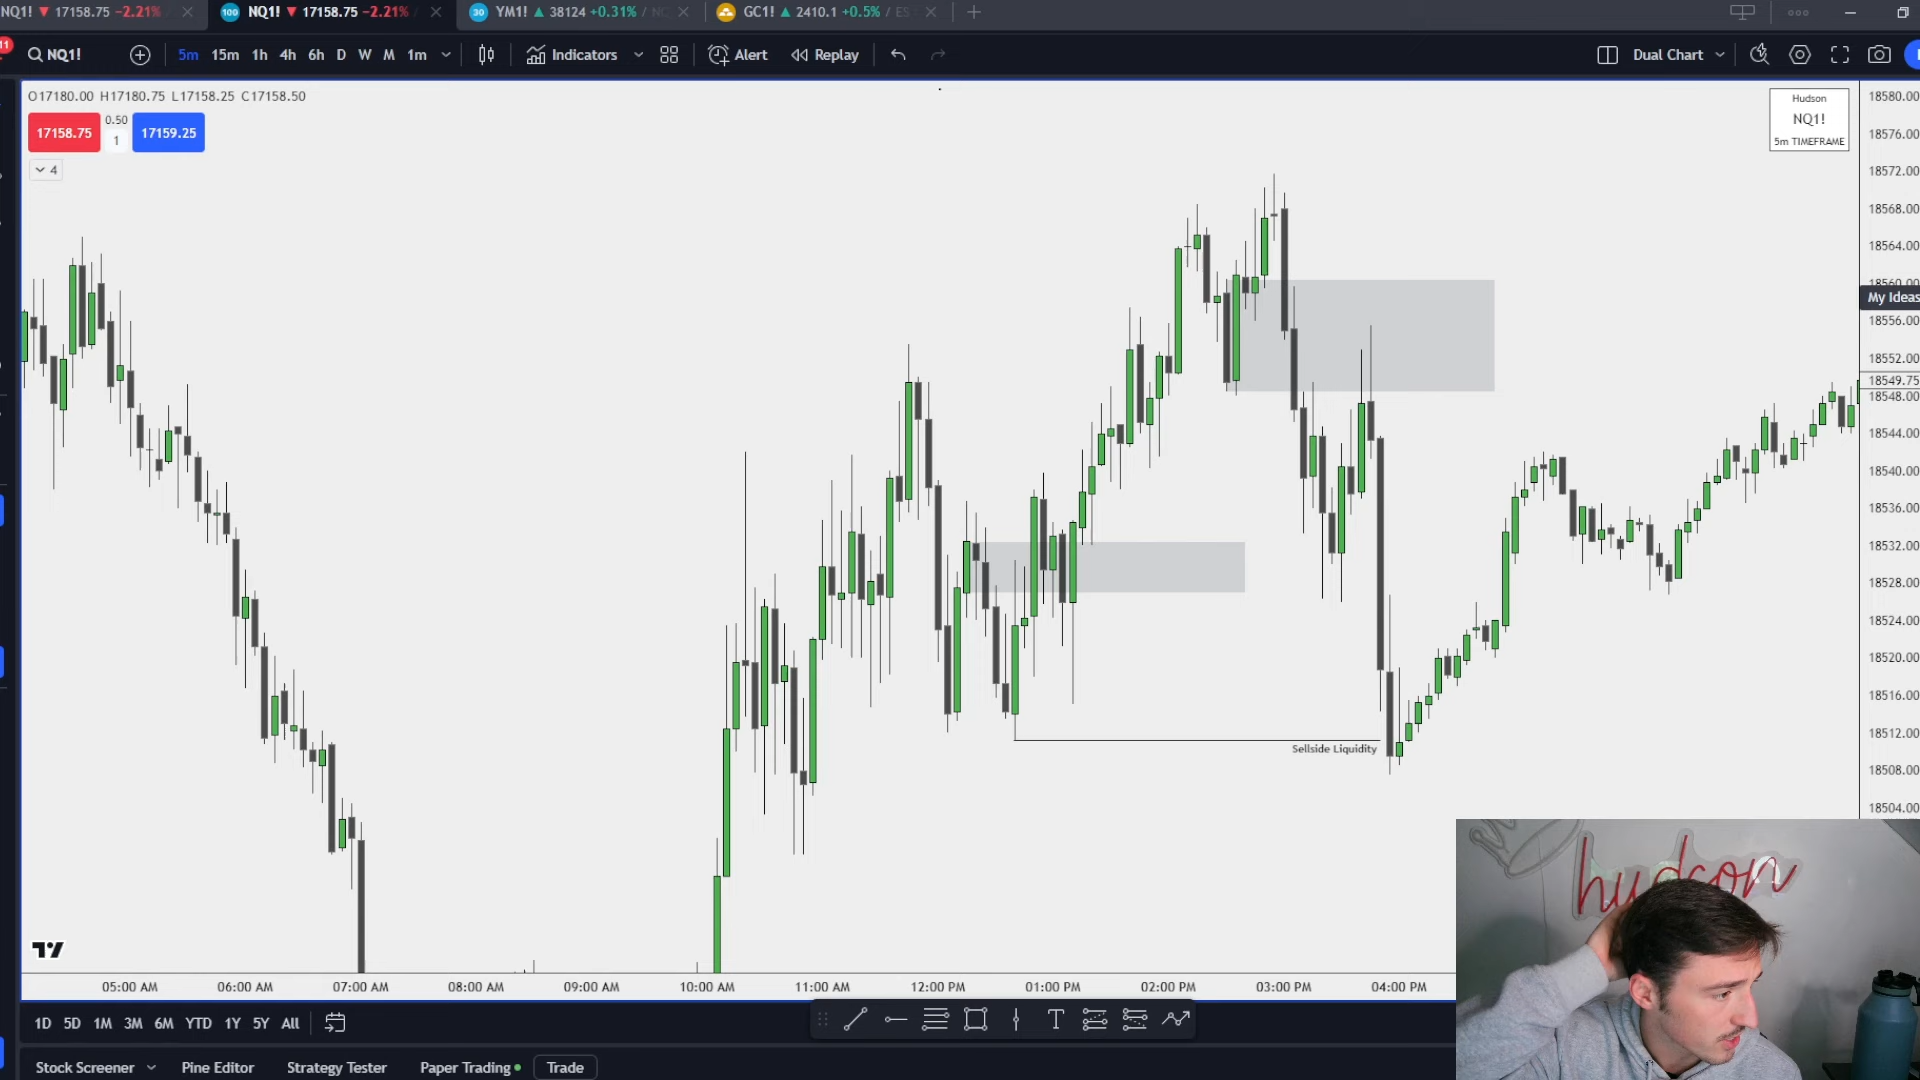 NQ1! ▼ 17158.75 −2.21%
100 NQ1! ▼ 17158.75 −2.21% /
30 YM1! ▲ 38124 +0.31% / NQ
GC1! ▲ 2410.1 +0.5% / ES
11
NQ1!
5m 15m 1h 4h 6h D W M 1m
Indicators
Alert
Replay
Dual Chart
O17180.00 H17180.75 L17158.25 C17158.50
17158.75
0.50
1
17159.25
4
Hudson
NQ1!
5m TIMEFRAME
18580.00
18576.00
18572.00
18568.00
18564.00
18560.00
My Ideas
18556.00
18552.00
18549.75
18548.00
18544.00
18540.00
18536.00
18532.00
18528.00
18524.00
18520.00
18516.00
18512.00
18508.00
18504.00
Sellside Liquidity
hudson
05:00 AM 06:00 AM 07:00 AM 08:00 AM 09:00 AM 10:00 AM 11:00 AM 12:00 PM 01:00 PM 02:00 PM 03:00 PM 04:00 PM
1D 5D 1M 3M 6M YTD 1Y 5Y All
Stock Screener Pine Editor Strategy Tester Paper Trading Trade